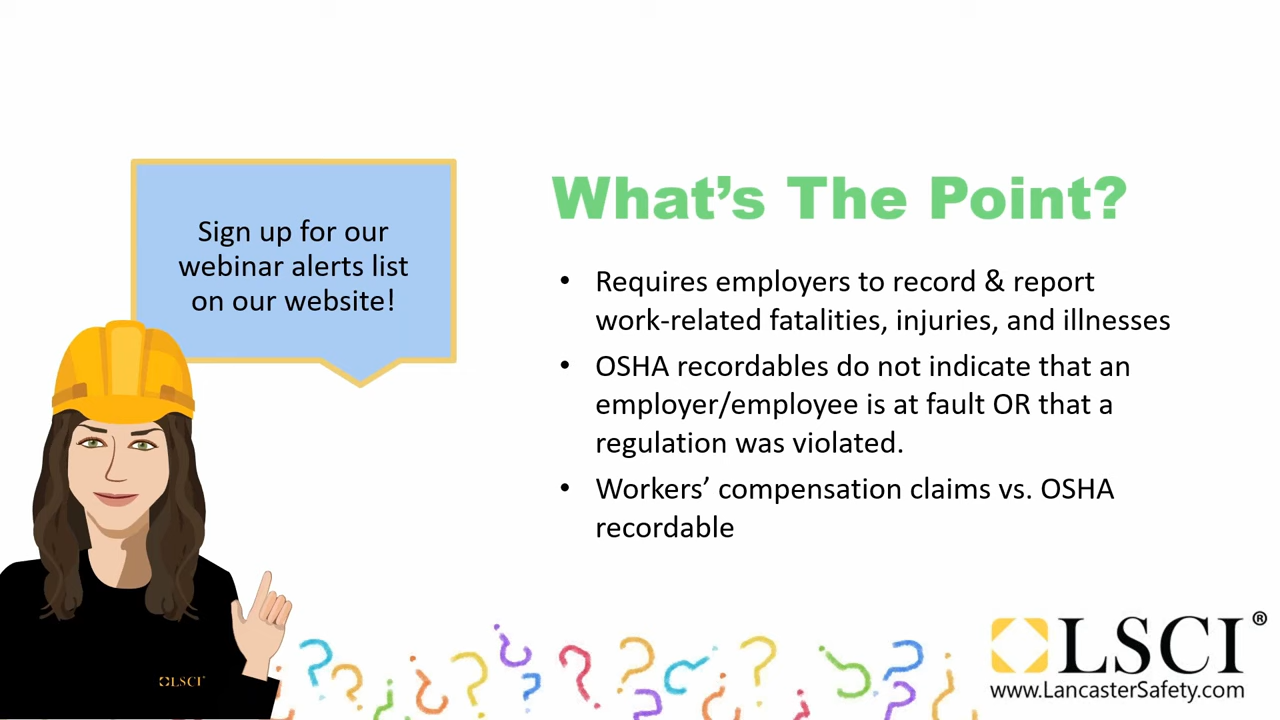 Sign up for our
webinar alerts list
on our website!
What’s The Point?
• Requires employers to record & report
work-related fatalities, injuries, and illnesses
• OSHA recordables do not indicate that an
employer/employee is at fault OR that a
regulation was violated.
• Workers’ compensation claims vs. OSHA
recordable
LSCI
LSCI®
www.LancasterSafety.com